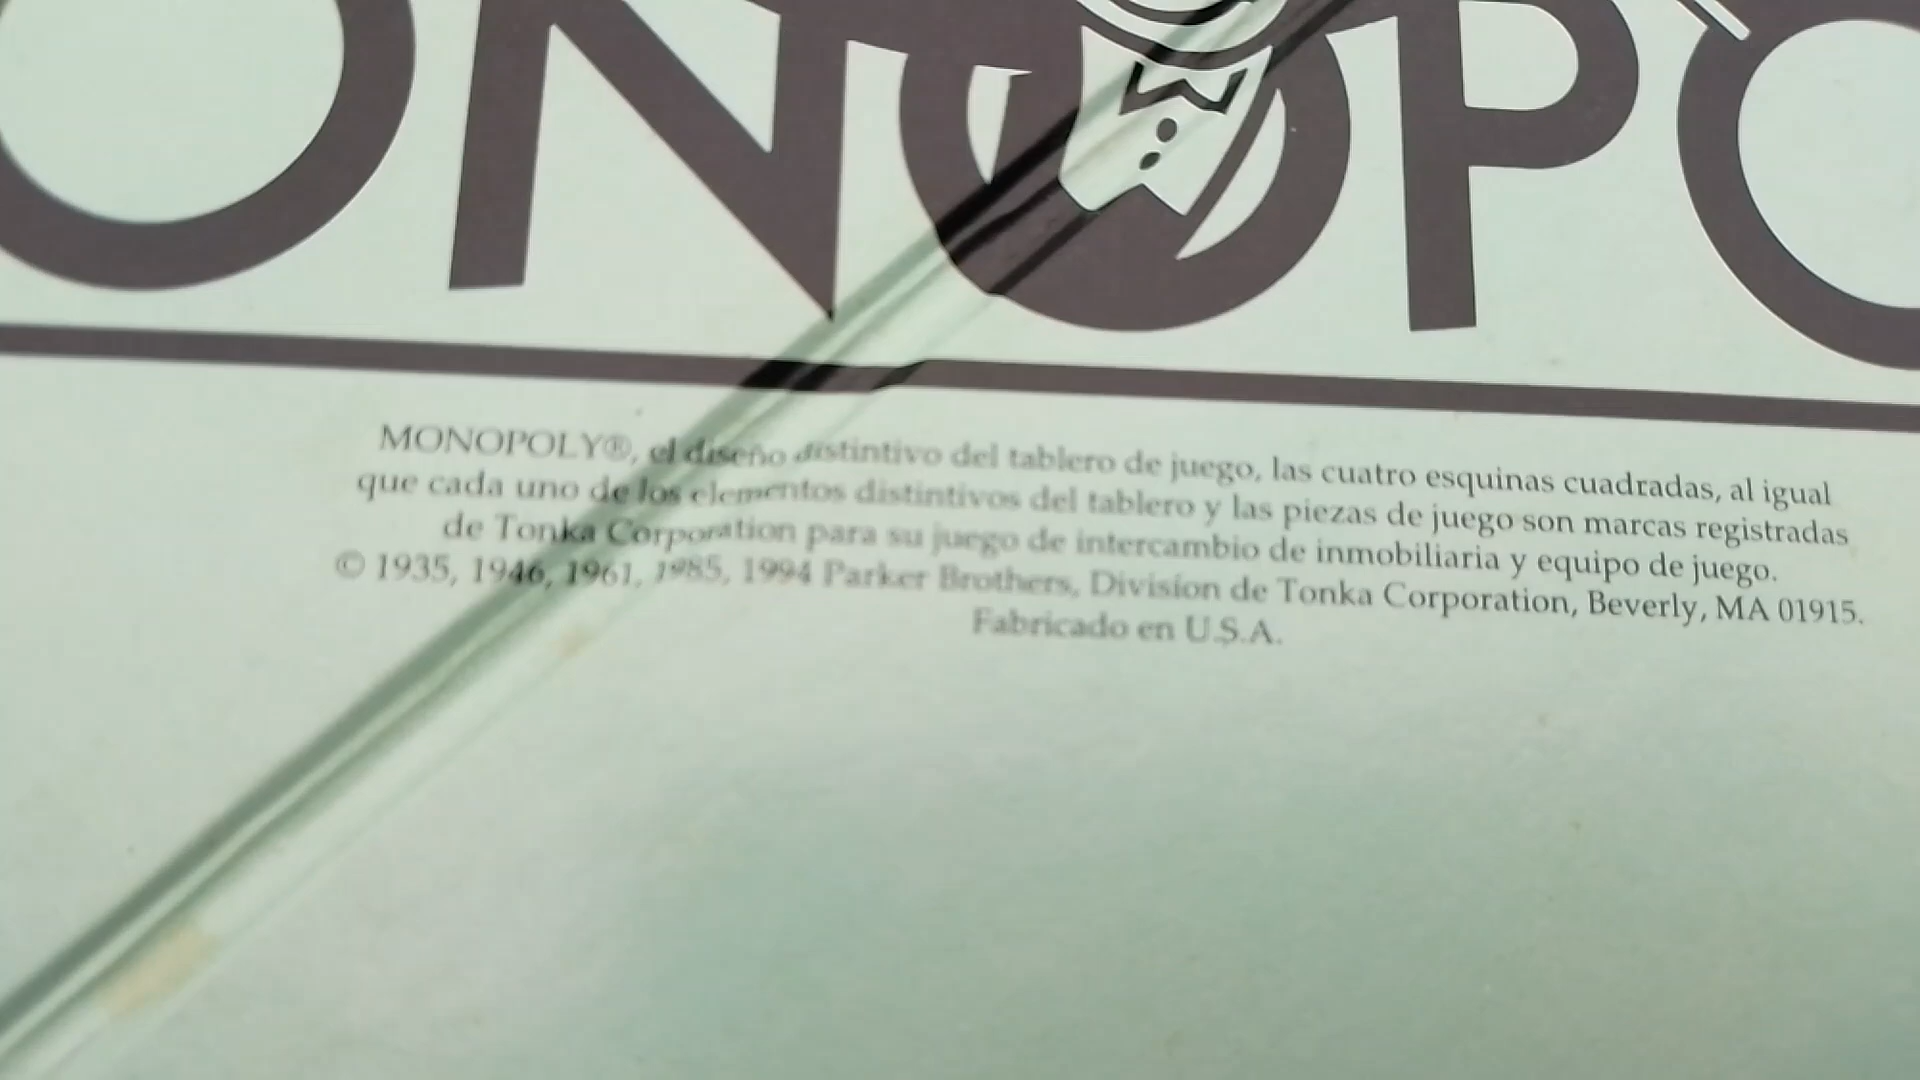 ONOPO
MONOPOLY®, el diseño distintivo del tablero de juego, las cuatro esquinas cuadradas, al igual
que cada uno de los elementos distintivos del tablero y las piezas de juego son marcas registradas
de Tonka Corporation para su juego de intercambio de inmobiliaria y equipo de juego.
© 1935, 1946, 1961, 1985, 1994 Parker Brothers, División de Tonka Corporation, Beverly, MA 01915.
Fabricado en U.S.A.